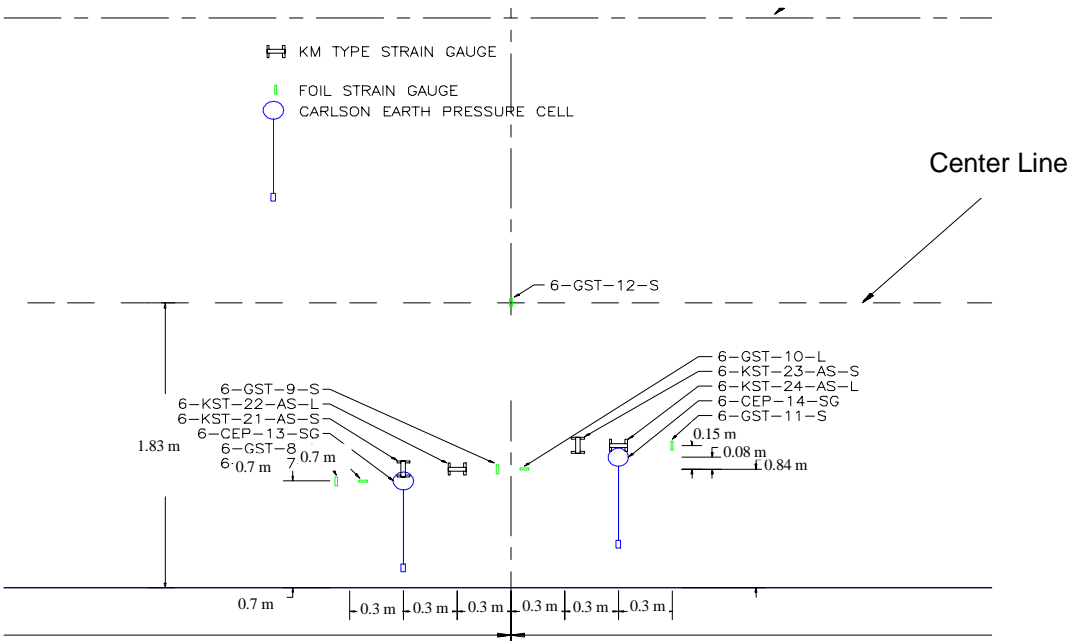 KM TYPE STRAIN GAUGE
FOIL STRAIN GAUGE
CARLSON EARTH PRESSURE CELL
Center Line
6-GST-12-S
6-GST-10-L
6-KST-23-AS-S
6-KST-24-AS-L
6-CEP-14-SG
6-GST-11-S
0.15 m
0.08 m
0.84 m
6-GST-9-S
6-KST-22-AS-L
6-KST-21-AS-S
6-CEP-13-SG
6-GST-8
0.7 m
0.7 m
1.83 m
0.7 m
0.3 m
0.3 m
0.3 m
0.3 m
0.3 m
0.3 m